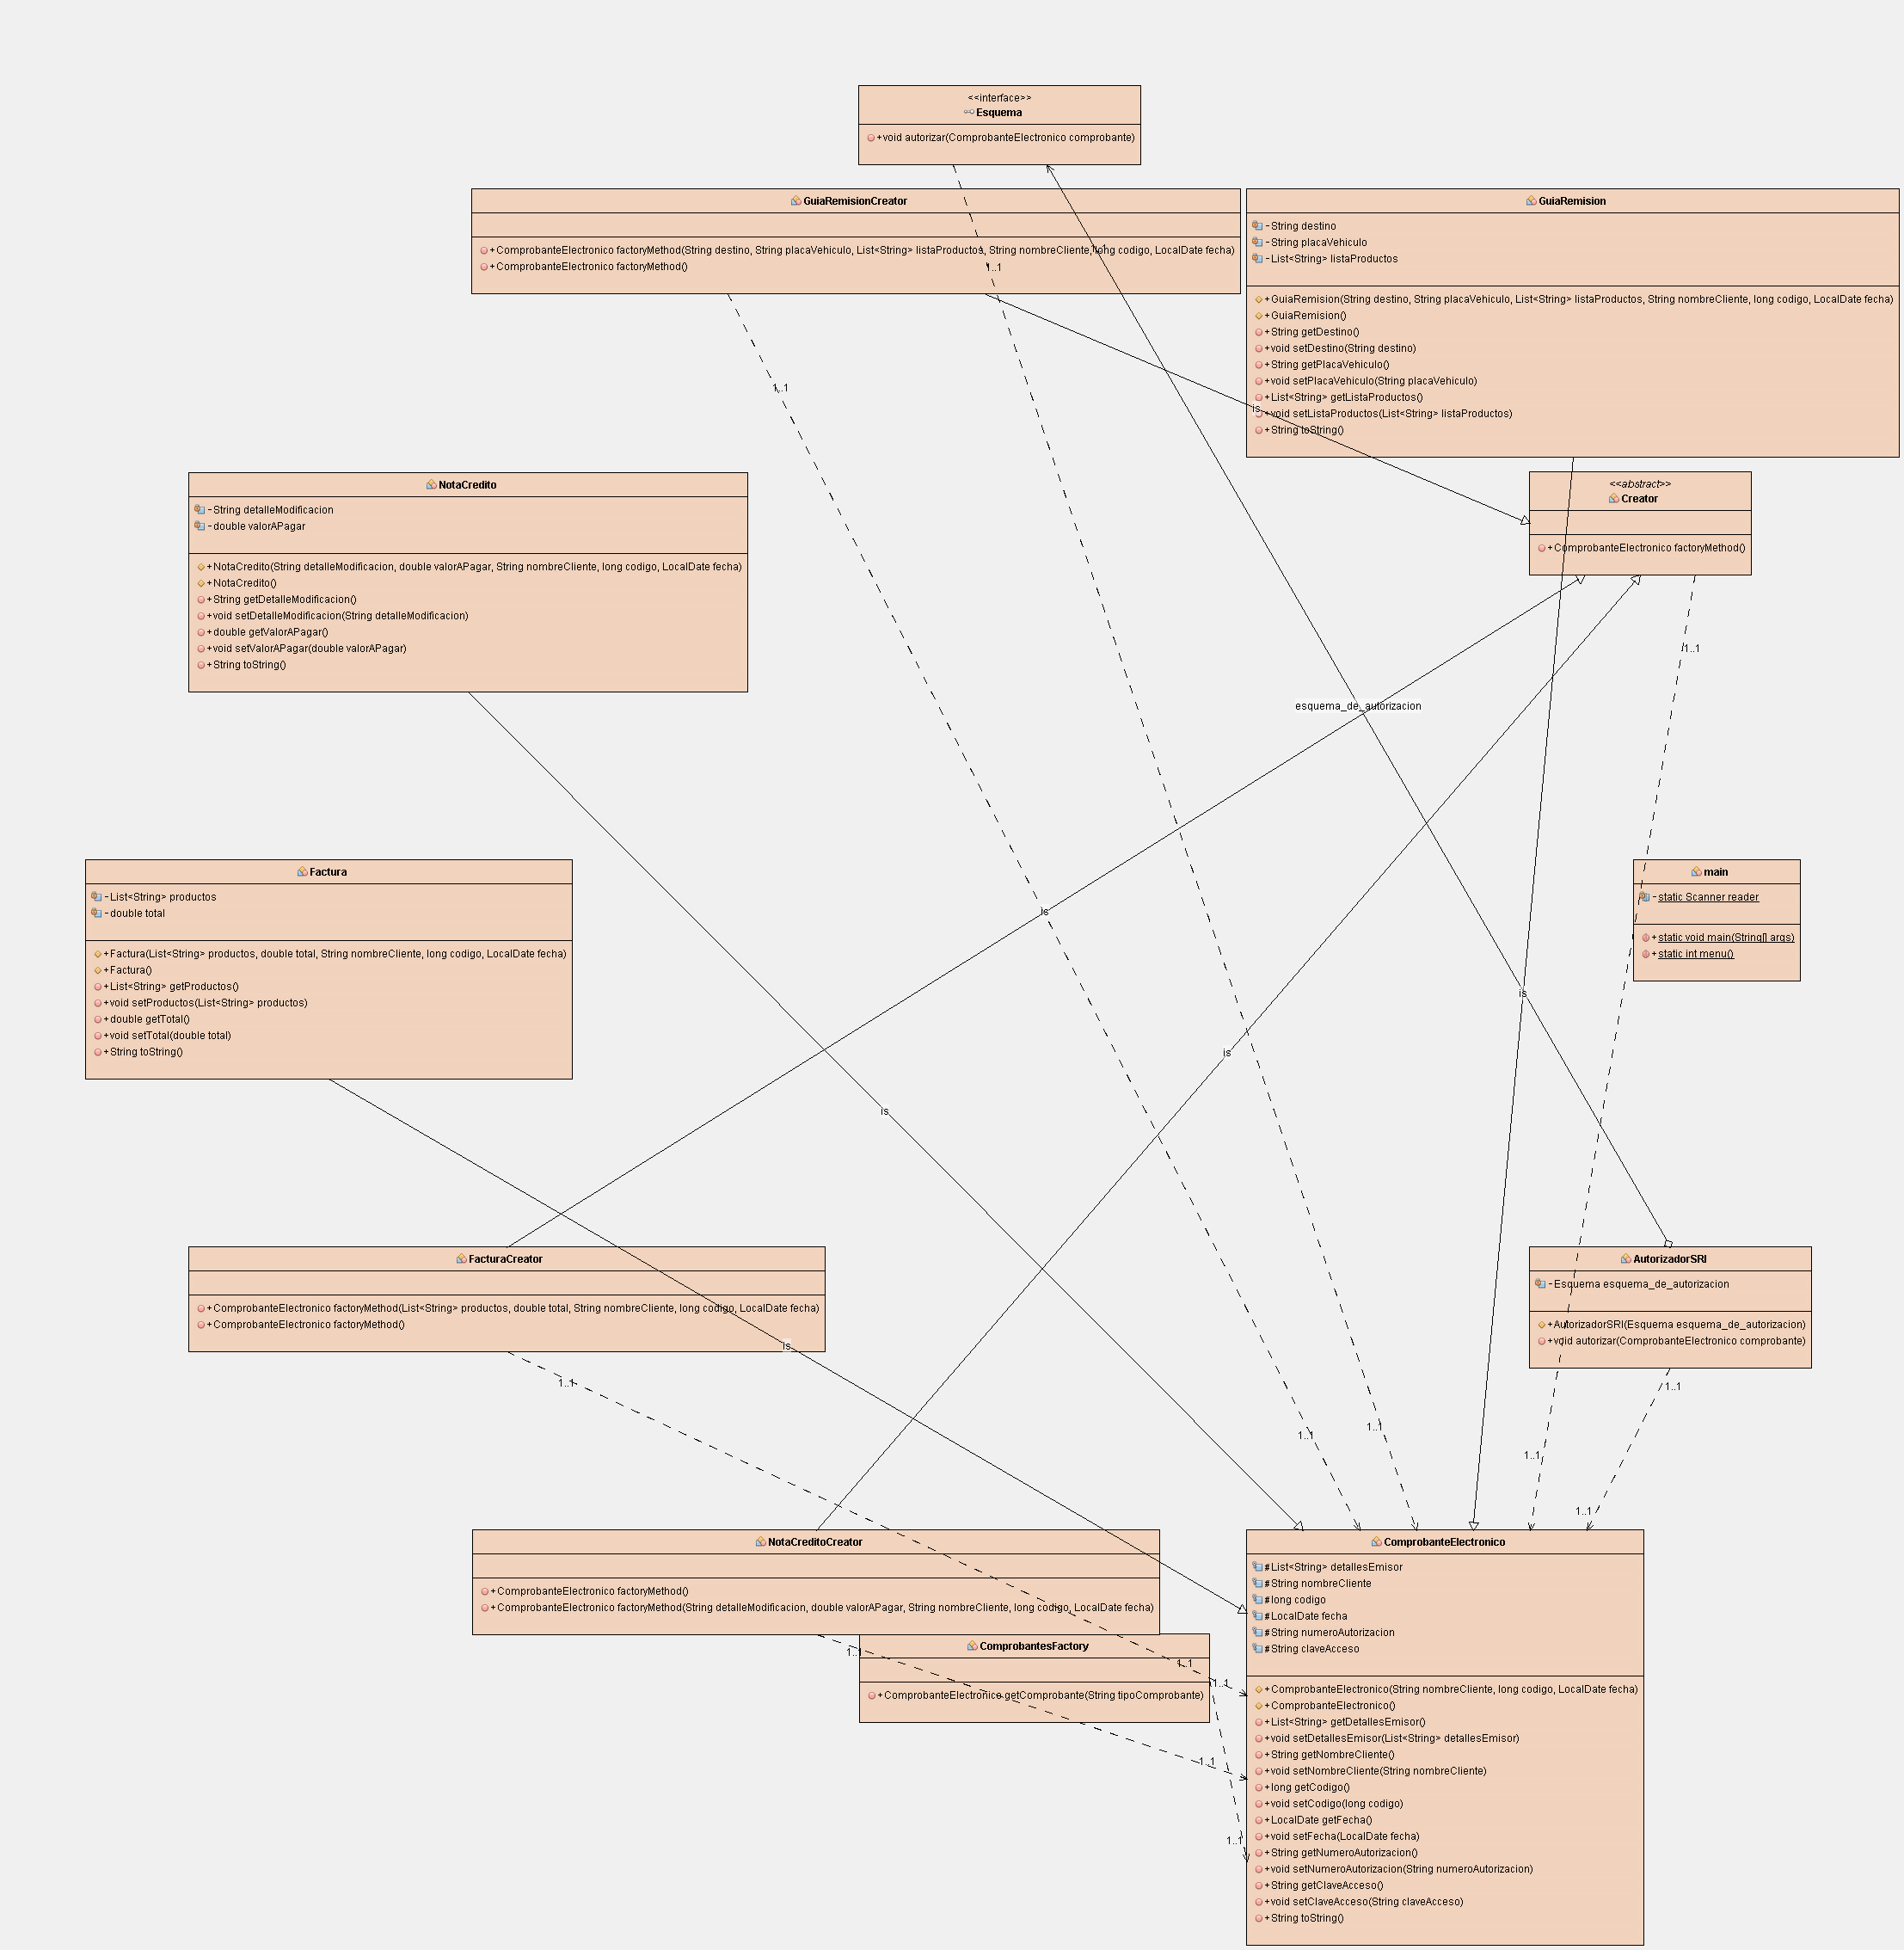 <<interface>>
Esquema
+void autorizar(ComprobanteElectronico comprobante)
GuiaRemisionCreator
+ComprobanteElectronico factoryMethod(String destino, String placaVehiculo, List<String> listaProductos, String nombreCliente, long codigo, LocalDate fecha)
+ComprobanteElectronico factoryMethod()
1..1
1..1
1..1
GuiaRemision
-String destino
-String placaVehiculo
-List<String> listaProductos
+GuiaRemision(String destino, String placaVehiculo, List<String> listaProductos, String nombreCliente, long codigo, LocalDate fecha)
+GuiaRemision()
+String getDestino()
+void setDestino(String destino)
+String getPlacaVehiculo()
+void setPlacaVehiculo(String placaVehiculo)
+List<String> getListaProductos()
+void setListaProductos(List<String> listaProductos)
+String toString()
is
<<abstract>>
Creator
+ComprobanteElectronico factoryMethod()
1..1
NotaCredito
-String detalleModificacion
-double valorAPagar
+NotaCredito(String detalleModificacion, double valorAPagar, String nombreCliente, long codigo, LocalDate fecha)
+NotaCredito()
+String getDetalleModificacion()
+void setDetalleModificacion(String detalleModificacion)
+double getValorAPagar()
+void setValorAPagar(double valorAPagar)
+String toString()
esquema_de_autorizacion
Factura
-List<String> productos
-double total
+Factura(List<String> productos, double total, String nombreCliente, long codigo, LocalDate fecha)
+Factura()
+List<String> getProductos()
+void setProductos(List<String> productos)
+double getTotal()
+void setTotal(double total)
+String toString()
is
is
is
is
main
-static Scanner reader
+static void main(String[] args)
+static int menu()
FacturaCreator
+ComprobanteElectronico factoryMethod(List<String> productos, double total, String nombreCliente, long codigo, LocalDate fecha)
+ComprobanteElectronico factoryMethod()
is
1..1
AutorizadorSRI
-Esquema esquema_de_autorizacion
+AutorizadorSRI(Esquema esquema_de_autorizacion)
+void autorizar(ComprobanteElectronico comprobante)
1..1
1..1
1..1
1..1
1..1
NotaCreditoCreator
+ComprobanteElectronico factoryMethod()
+ComprobanteElectronico factoryMethod(String detalleModificacion, double valorAPagar, String nombreCliente, long codigo, LocalDate fecha)
1..1
ComprobantesFactory
+ComprobanteElectronico getComprobante(String tipoComprobante)
1..1
1..1
1..1
1..1
ComprobanteElectronico
#List<String> detallesEmisor
#String nombreCliente
#long codigo
#LocalDate fecha
#String numeroAutorizacion
#String claveAcceso
+ComprobanteElectronico(String nombreCliente, long codigo, LocalDate fecha)
+ComprobanteElectronico()
+List<String> getDetallesEmisor()
+void setDetallesEmisor(List<String> detallesEmisor)
+String getNombreCliente()
+void setNombreCliente(String nombreCliente)
+long getCodigo()
+void setCodigo(long codigo)
+LocalDate getFecha()
+void setFecha(LocalDate fecha)
+String getNumeroAutorizacion()
+void setNumeroAutorizacion(String numeroAutorizacion)
+String getClaveAcceso()
+void setClaveAcceso(String claveAcceso)
+String toString()